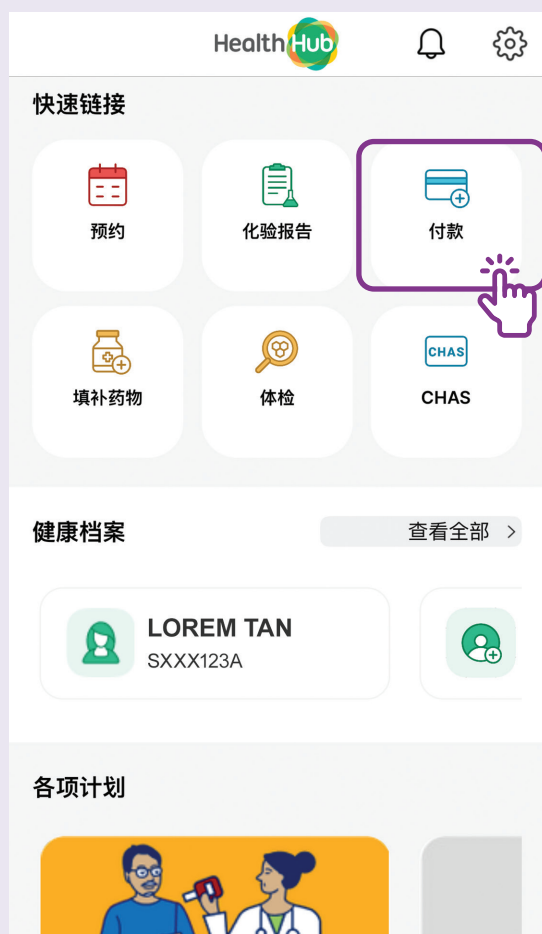 HealthHub
快速链接
预约
化验报告
付款
填补药物
体检
CHAS
CHAS
健康档案
查看全部 >
LOREM TAN
SXXX123A
各项计划